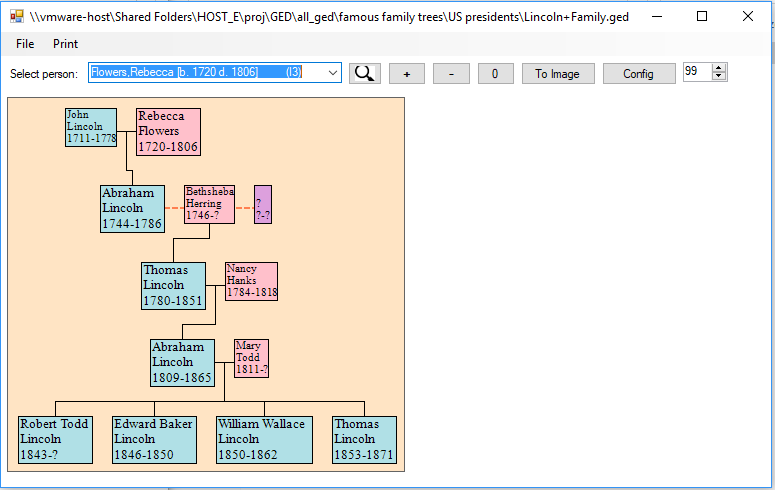 \\vmware-host\Shared Folders\HOST_E\proj\GED\all_ged\famous family trees\US presidents\Lincoln+Family.ged
File Print
Select person: Flowers,Rebecca [b. 1720 d. 1806] (I3) + - 0 To Image Config 99
John
Lincoln
1711-1778
Rebecca
Flowers
1720-1806
Abraham
Lincoln
1744-1786
Bethsheba
Herring
1746-?
?
?-?
Thomas
Lincoln
1780-1851
Nancy
Hanks
1784-1818
Abraham
Lincoln
1809-1865
Mary
Todd
1811-?
Robert Todd
Lincoln
1843-?
Edward Baker
Lincoln
1846-1850
William Wallace
Lincoln
1850-1862
Thomas
Lincoln
1853-1871